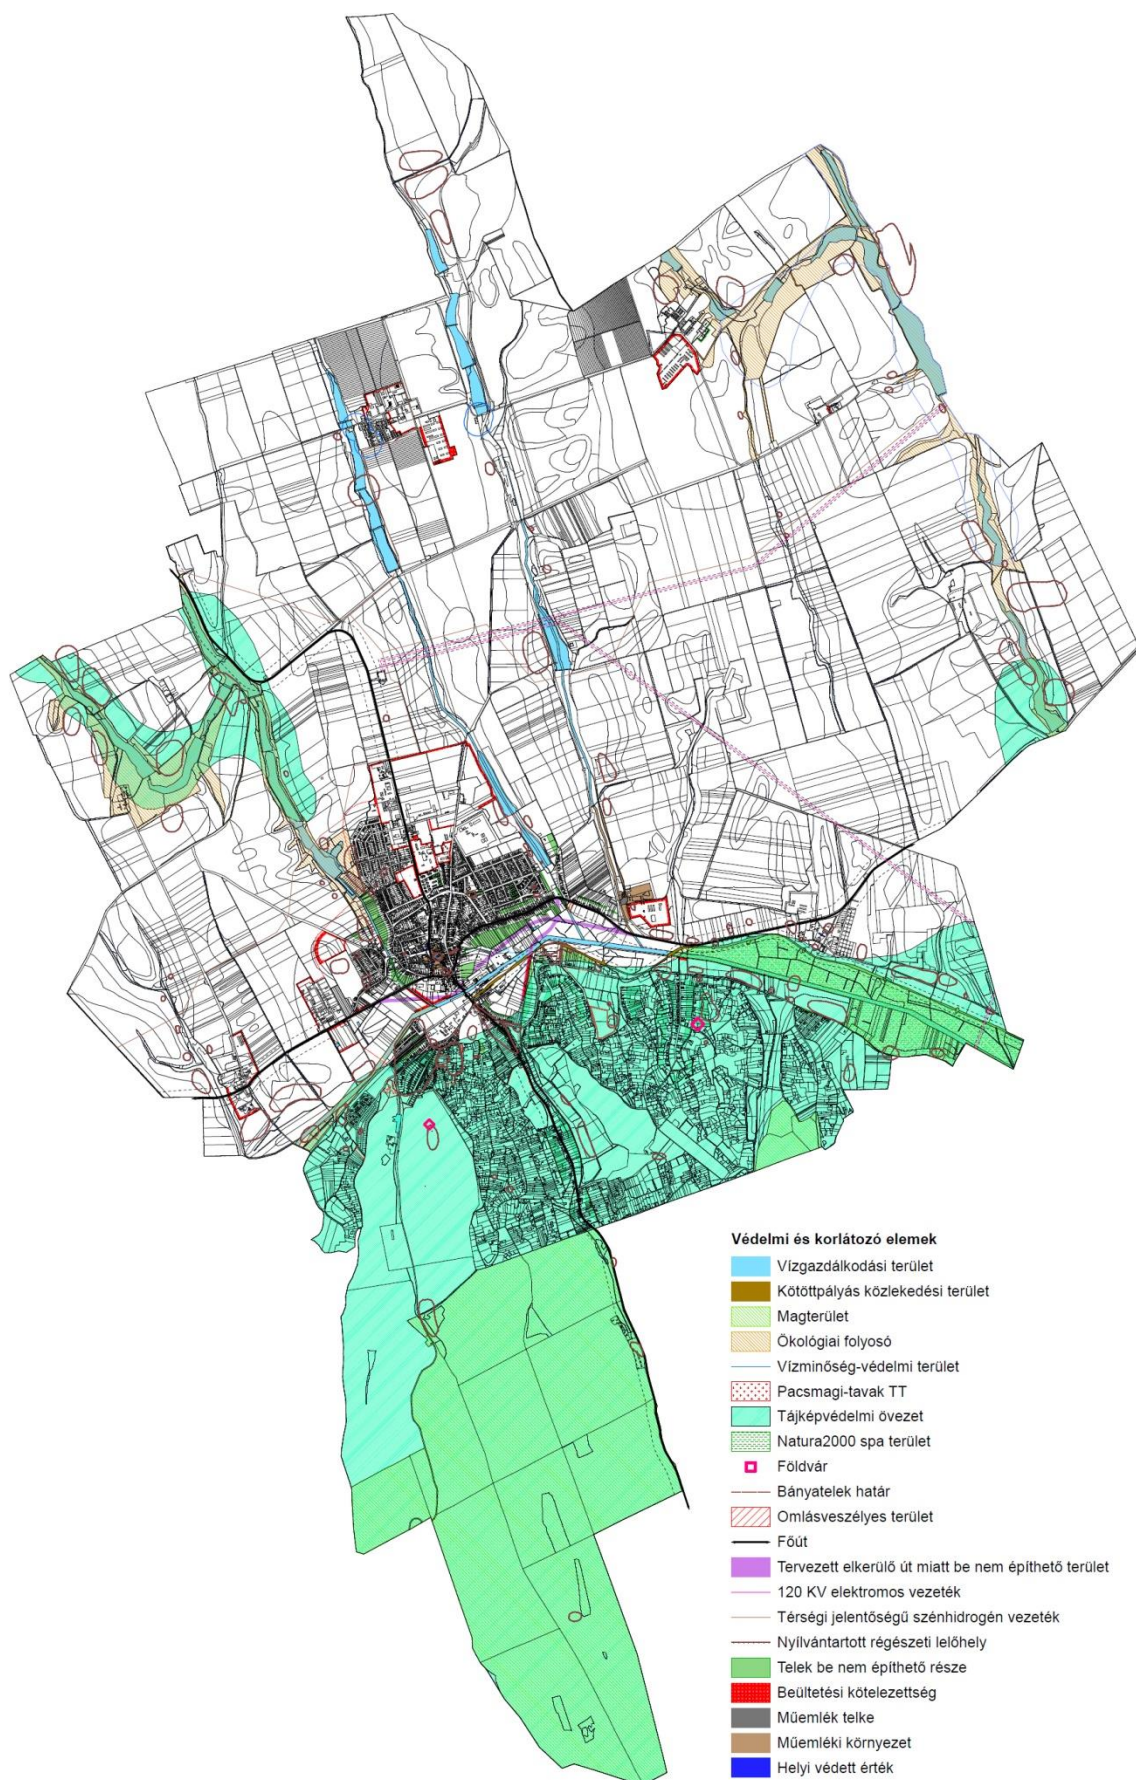 Védelmi és korlátozó elemek
Vízgazdálkodási terület
Kötöttpályás közlekedési terület
Magterület
Ökológiai folyosó
Vízminőség-védelmi terület
Pacsmagi-tavak TT
Tájképvédelmi övezet
Natura2000 spa terület
Földvár
Bányatelek határ
Omlásveszélyes terület
Főút
Tervezett elkerülő út miatt be nem építhető terület
120 KV elektromos vezeték
Térségi jelentőségű szénhidrogén vezeték
Nyílvántartott régészeti lelőhely
Telek be nem építhető része
Beültetési kötelezettség
Műemlék telke
Műemléki környezet
Helyi védett érték